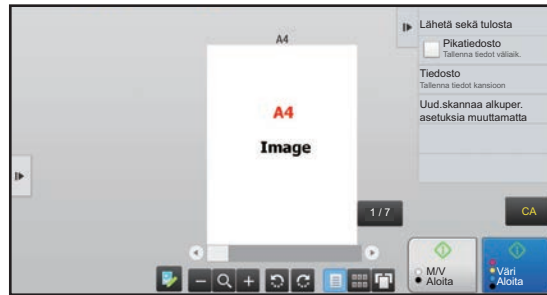 A4
A4
Image
1 / 7
Lähetä sekä tulosta
Pikatiedosto
Tallenna tiedot väliaik.
Tiedosto
Tallenna tiedot kansioon
Uud.skannaa alkuper.
asetuksia muuttamatta
CA
M/V
Aloita
Väri
Aloita